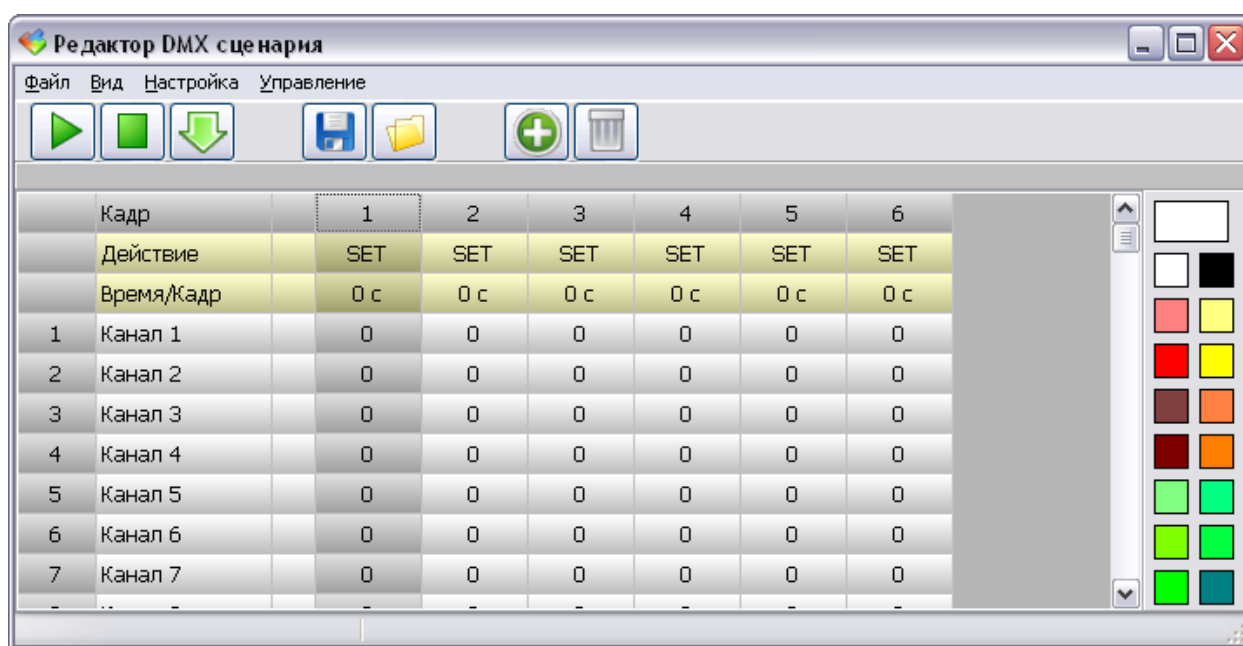 Редактор DMX сценария
Файл Вид Настройка Управление
Кадр 1 2 3 4 5 6
Действие SET SET SET SET SET SET
Время/Кадр 0 с 0 с 0 с 0 с 0 с 0 с
1 Канал 1 0 0 0 0 0 0
2 Канал 2 0 0 0 0 0 0
3 Канал 3 0 0 0 0 0 0
4 Канал 4 0 0 0 0 0 0
5 Канал 5 0 0 0 0 0 0
6 Канал 6 0 0 0 0 0 0
7 Канал 7 0 0 0 0 0 0